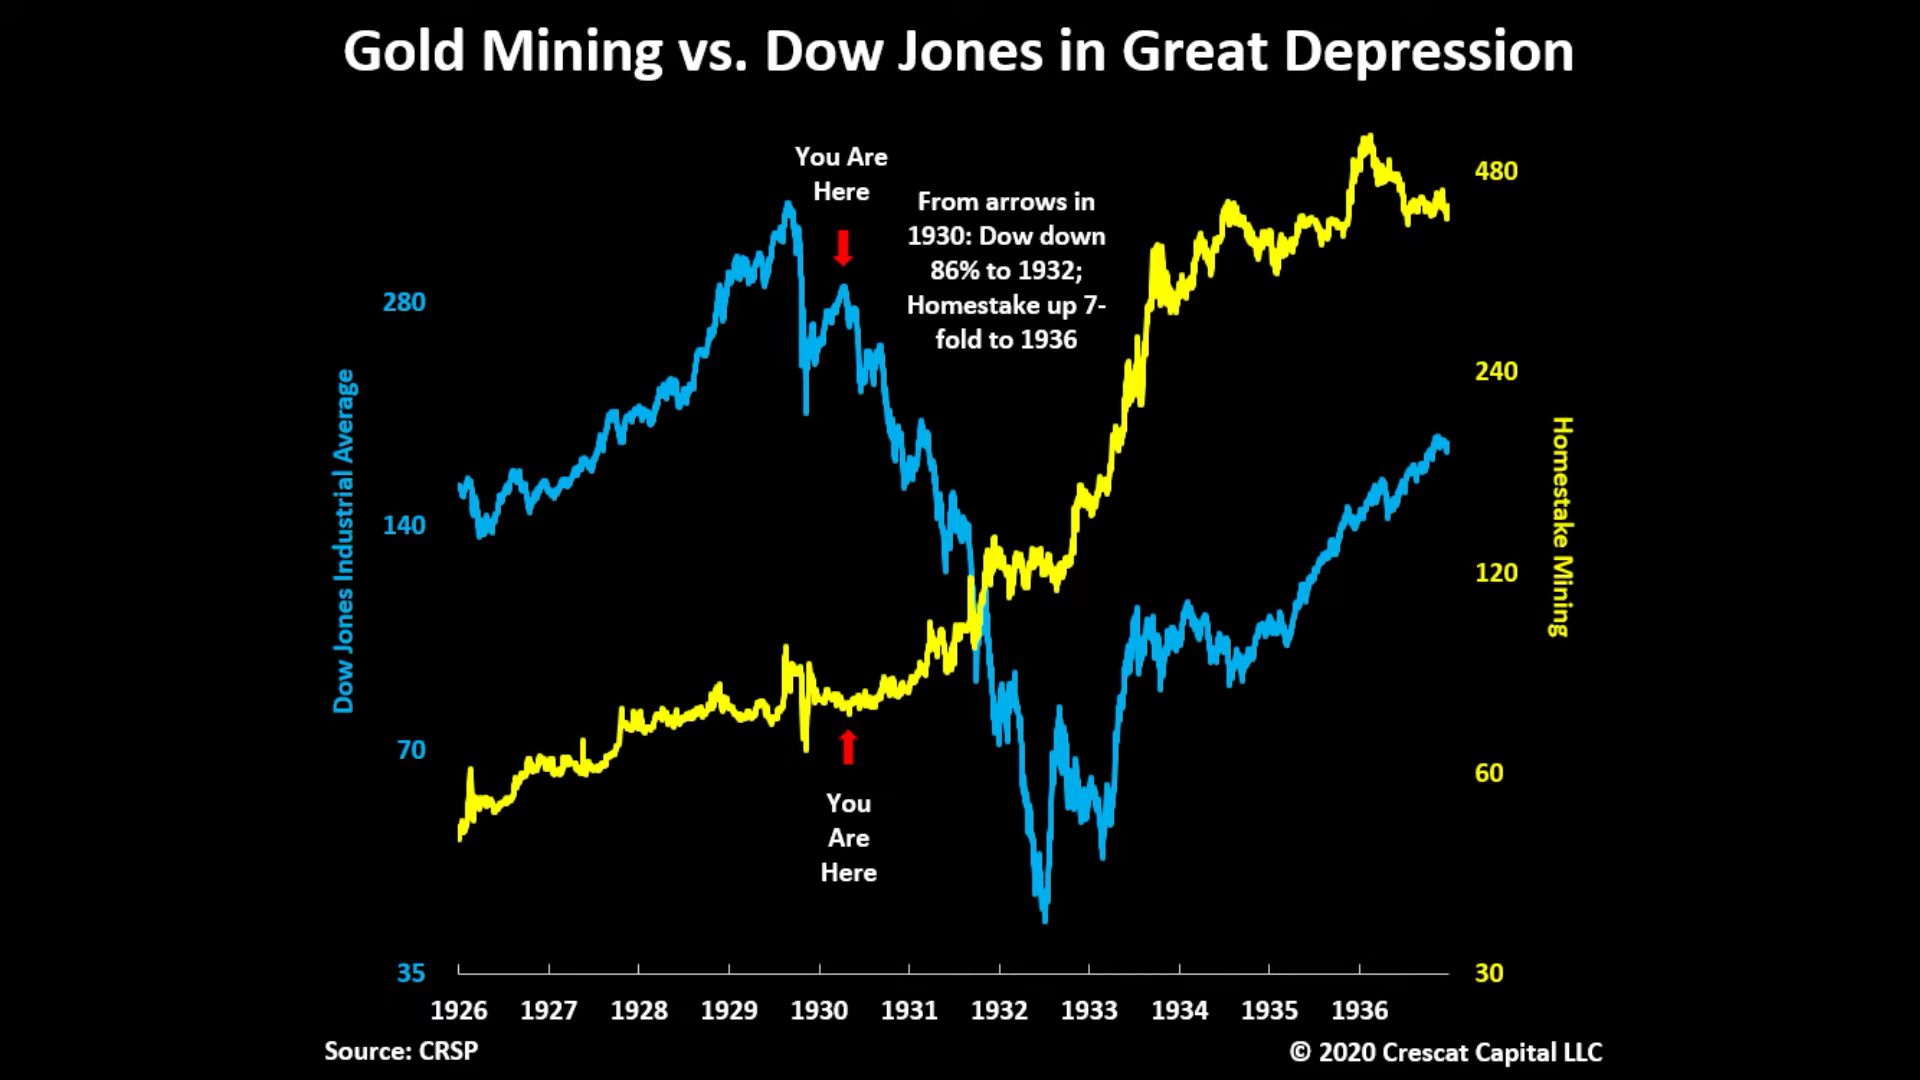 Gold Mining vs. Dow Jones in Great Depression
You Are
Here
From arrows in
1930: Dow down
86% to 1932;
Homestake up 7-
fold to 1936
480
280
240
Dow Jones Industrial Average
Homestake Mining
140
120
70
60
You
Are
Here
35
30
1926 1927 1928 1929 1930 1931 1932 1933 1934 1935 1936
Source: CRSP
© 2020 Crescat Capital LLC